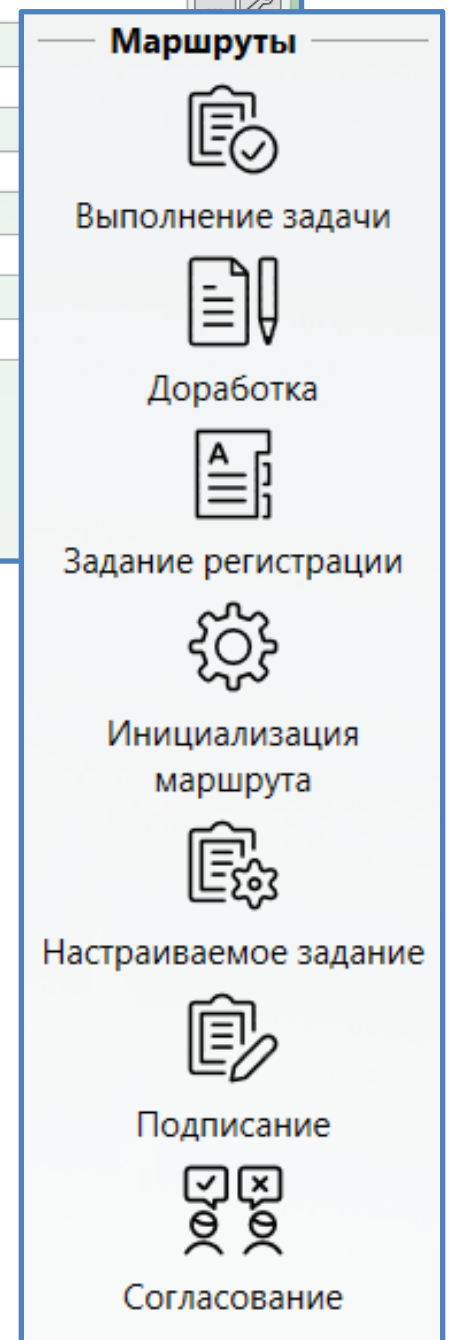 Маршруты
Выполнение задачи
Доработка
Задание регистрации
Инициализация
маршрута
Настраиваемое задание
Подписание
Согласование